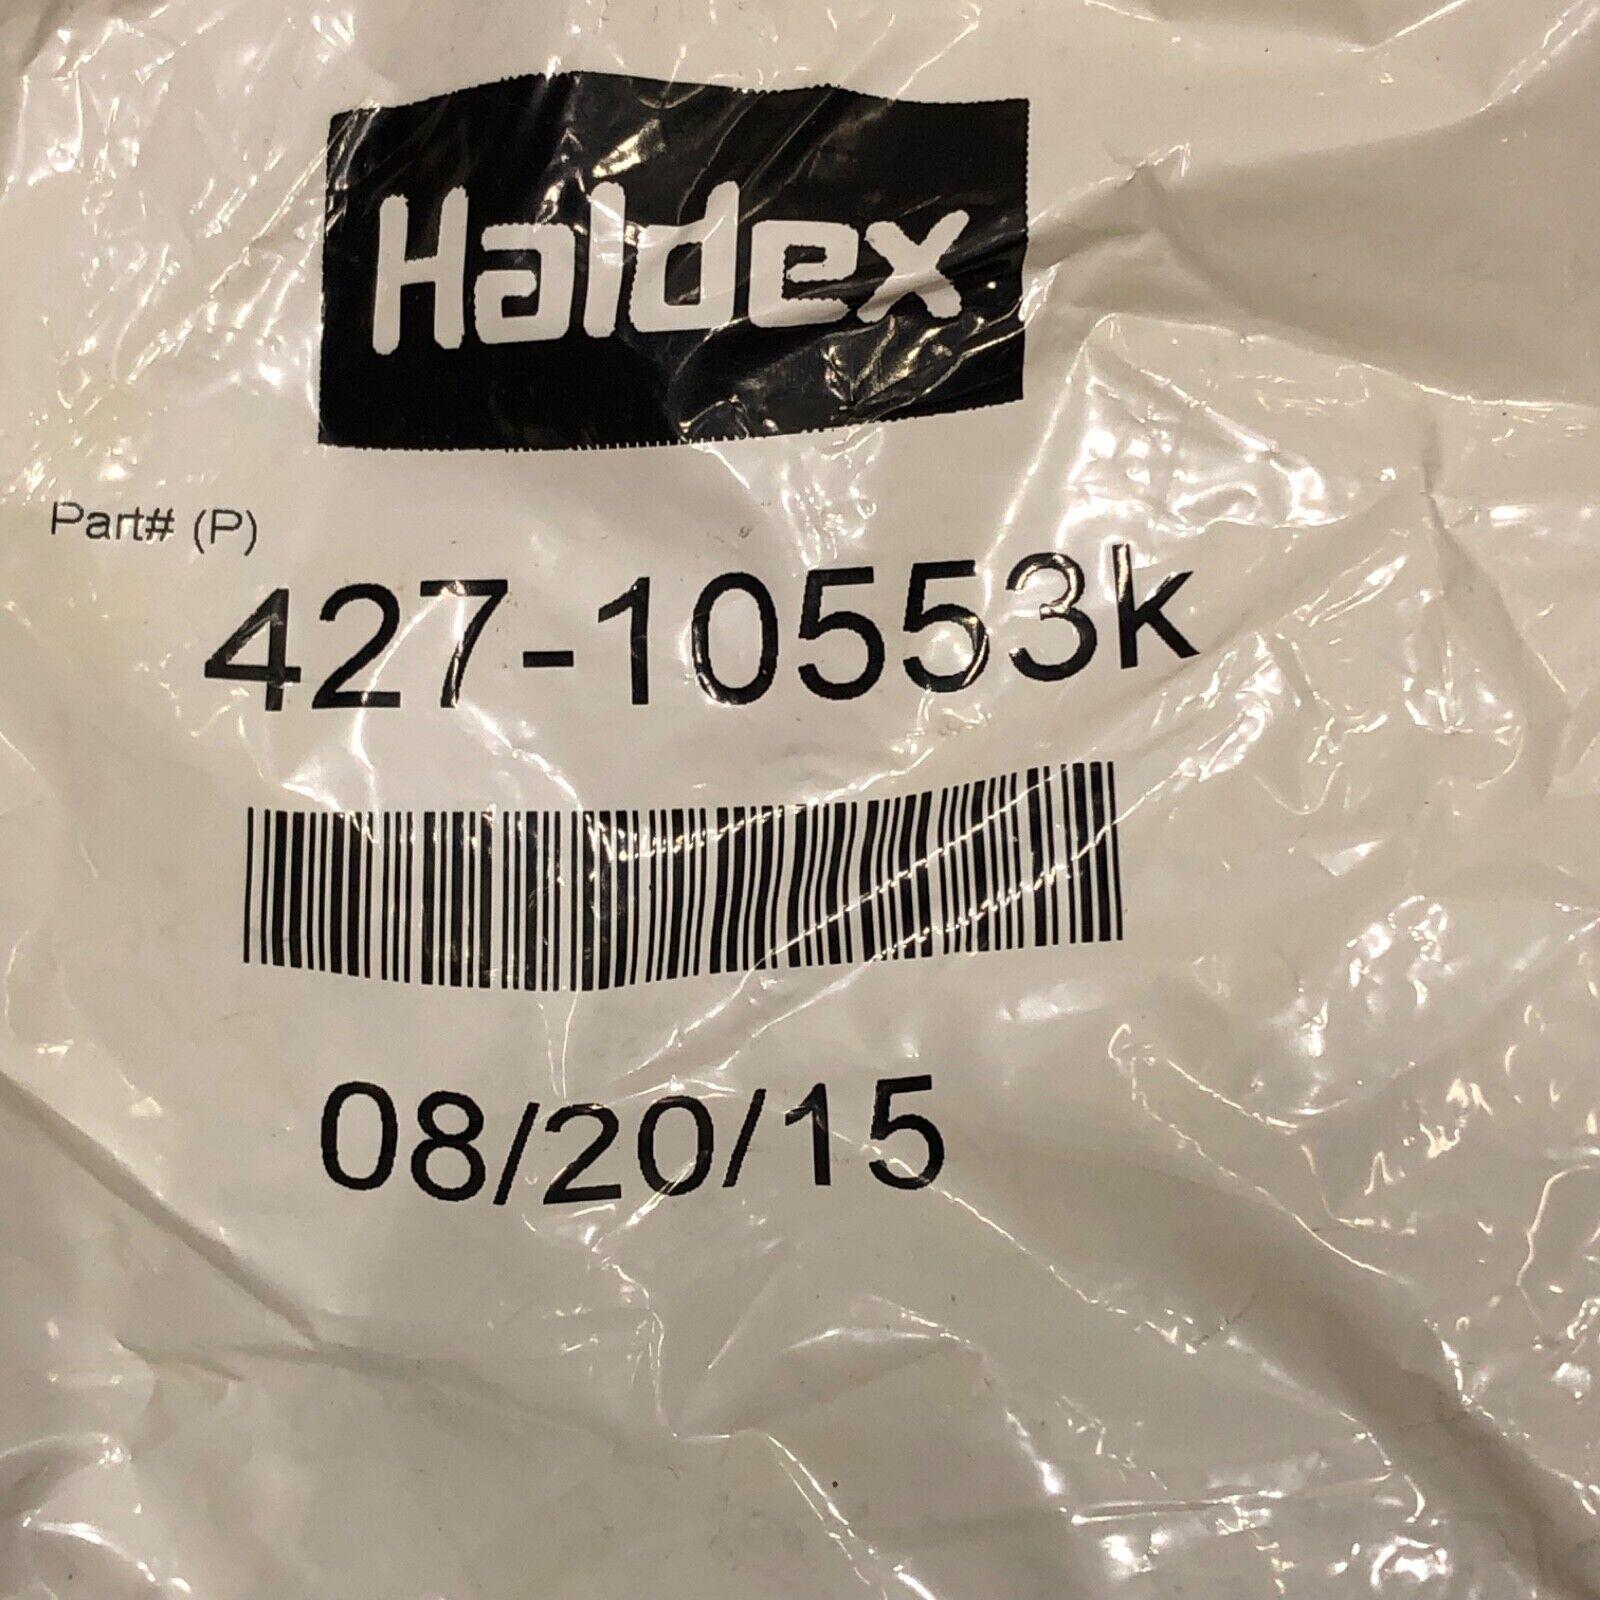 Haldex
Part# (P)
427-10553k
08/20/15